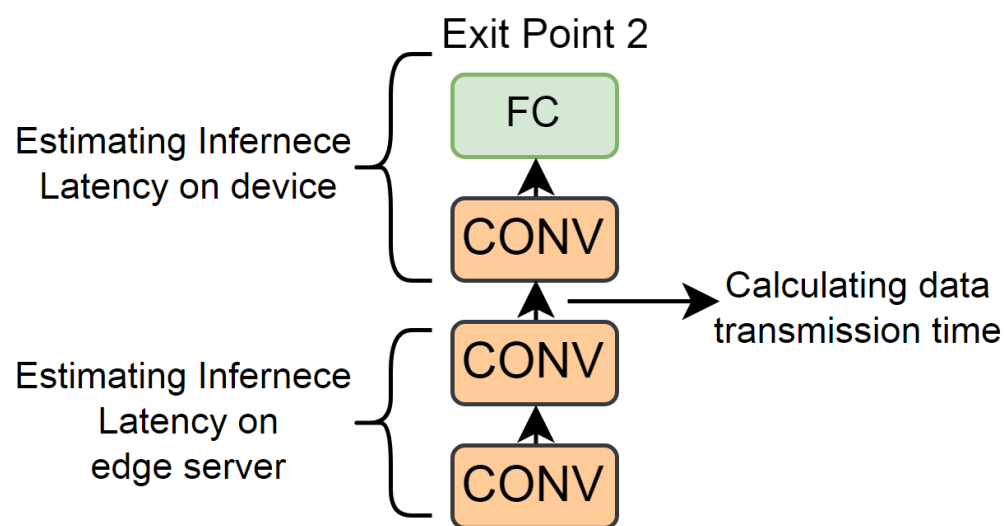 Exit Point 2
FC
Estimating Infernece
Latency on device
CONV
Calculating data
transmission time
CONV
Estimating Infernece
Latency on
edge server
CONV